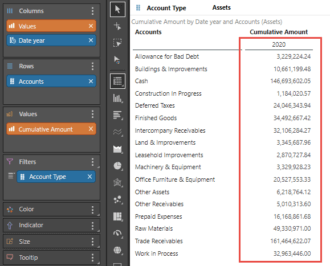 Columns
Values
Date year
Rows
Accounts
Values
Cumulative Amount
Filters
Account Type
Color
Indicator
Size
Tooltip
Account Type Assets
Cumulative Amount by Date year and Accounts (Assets)
Accounts Cumulative Amount
2020
Allowance for Bad Debt 3,229,224.24
Buildings & Improvements 10,661,199.48
Cash 146,693,602.05
Construction in Progress 1,184,020.57
Deferred Taxes 24,046,343.94
Finished Goods 34,492,667.42
Intercompany Receivables 32,106,284.27
Land & Improvements 3,345,687.96
Leasehold Improvements 2,870,727.84
Machinery & Equipment 3,329,928.23
Office Furniture & Equipment 20,527,553.33
Other Assets 6,218,764.12
Other Receivables 5,010,313.60
Prepaid Expenses 16,168,861.68
Raw Materials 49,330,971.00
Trade Receivables 161,464,622.07
Work in Process 32,963,446.00